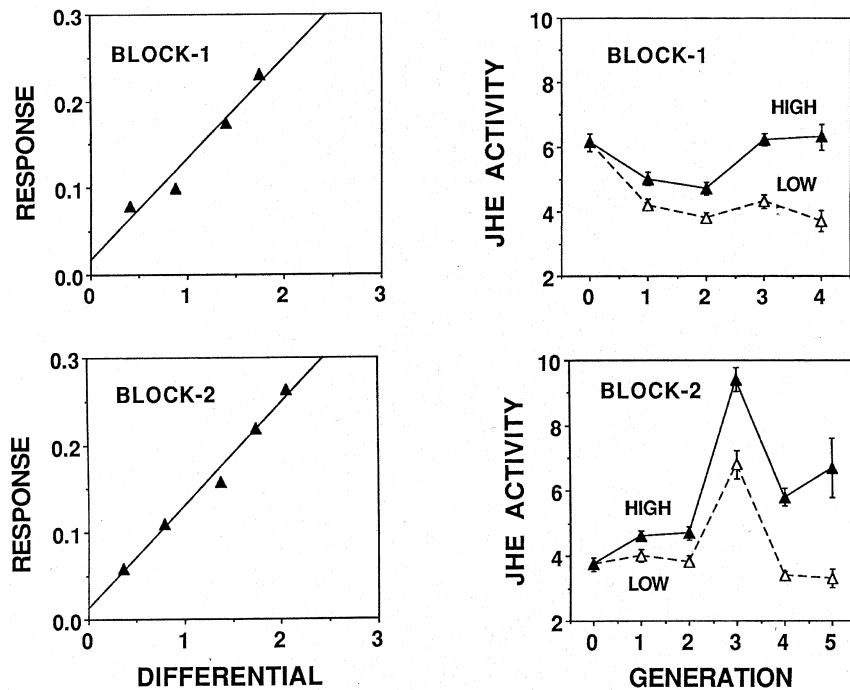 BLOCK-1
RESPONSE
0.3
0.2
0.1
0.0
0 1 2 3
BLOCK-1
JHE ACTIVITY
HIGH
LOW
10
8
6
4
2
0 1 2 3 4
BLOCK-2
RESPONSE
0.3
0.2
0.1
0.0
0 1 2 3
DIFFERENTIAL
BLOCK-2
JHE ACTIVITY
HIGH
LOW
10
8
6
4
2
0 1 2 3 4 5
GENERATION